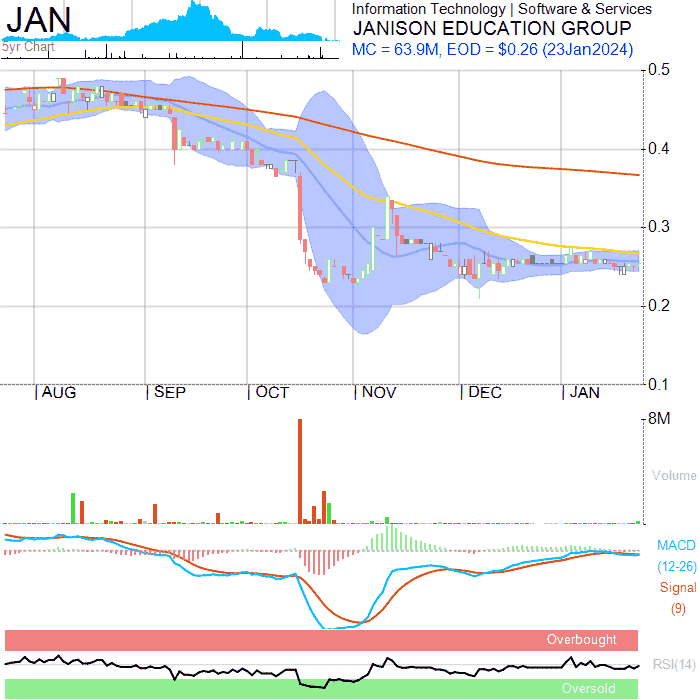 JAN
5yr Chart
Information Technology | Software & Services
JANISON EDUCATION GROUP
MC = 63.9M, EOD = $0.26 (23Jan2024)
0.5
0.4
0.3
0.2
0.1
|AUG |SEP |OCT |NOV |DEC |JAN
8M
Volume
MACD
(12-26)
Signal
(9)
Overbought
RSI(14)
Oversold